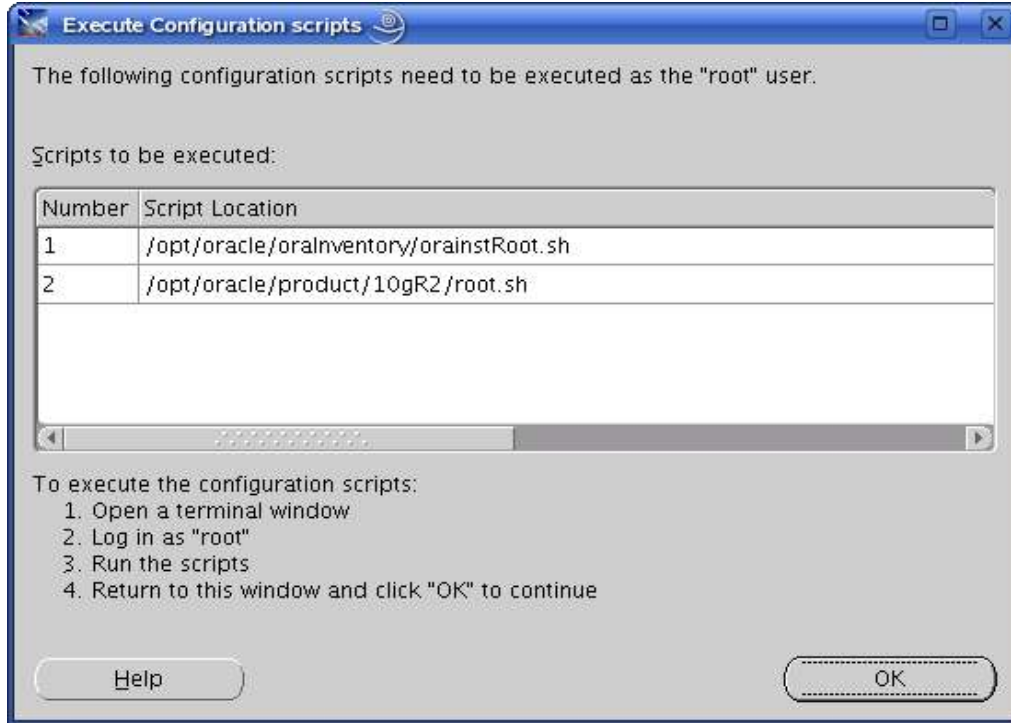 Execute Configuration scripts
The following configuration scripts need to be executed as the "root" user.
Scripts to be executed:
Number Script Location
1 /opt/oracle/oraInventory/orainstRoot.sh
2 /opt/oracle/product/10gR2/root.sh
To execute the configuration scripts:
1. Open a terminal window
2. Log in as "root"
3. Run the scripts
4. Return to this window and click "OK" to continue
Help OK